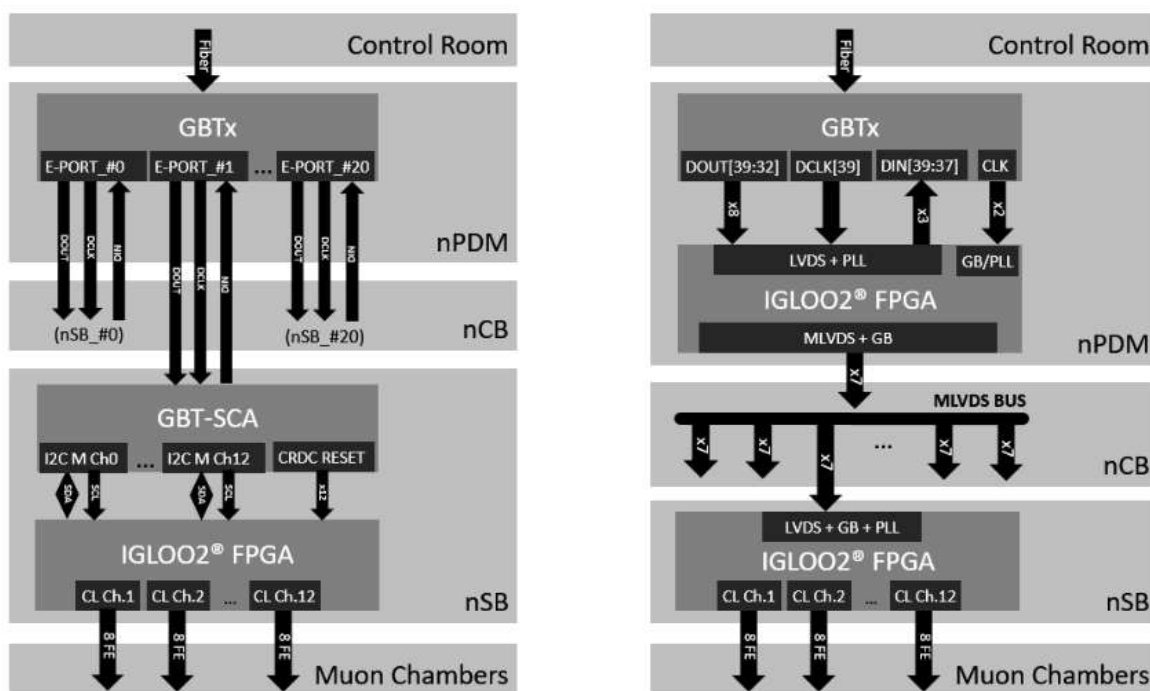 Control Room
Fiber
GBTx
E-PORT_#0 E-PORT_#1 ... E-PORT_#20
DOUT DCLK DIN DOUT DCLK DIN DOUT DCLK DIN
nPDM
(nSB_#0) (nSB_#20)
nCB
GBT-SCA
I2C M Ch0 ... I2C M Ch12 CRDC RESET
SDA SCL SDA SCL x12
IGLOO2® FPGA
CL Ch.1 CL Ch.2 ... CL Ch.12
nSB
8 FE 8 FE 8 FE
Muon Chambers
Control Room
Fiber
GBTx
DOUT[39:32] DCLK[39] DIN[39:37] CLK
x8 x3 x2
LVDS + PLL GB/PLL
IGLOO2® FPGA
MLVDS + GB
nPDM
x7
MLVDS BUS
x7 x7 x7 ... x7 x7
nCB
LVDS + GB + PLL
IGLOO2® FPGA
CL Ch.1 CL Ch.2 ... CL Ch.12
nSB
8 FE 8 FE 8 FE
Muon Chambers